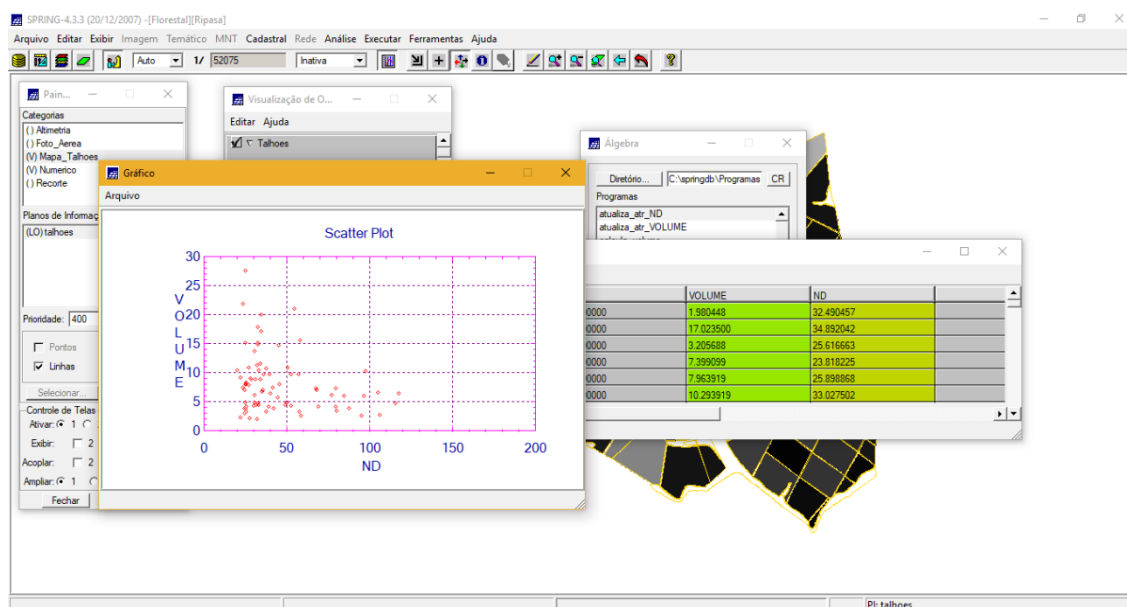 SPRING-4.3.3 (20/12/2007) -[Florestal][Ripasa]
Arquivo Editar Exibir Imagem Temático MNT Cadastral Rede Análise Executar Ferramentas Ajuda
Auto 1/ 52075 Inativa
Pain...
Categorias
( ) Altimetria
( ) Foto_Aerea
(V) Mapa_Talhoes
(V) Numerico
( ) Recorte
Planos de Informaç
(LO) talhoes
Prioridade: 400
Pontos
Linhas
Selecionar...
Controle de Telas
Ativar: 1
Exibir: 2
Acoplar: 2
Ampliar: 1
Fechar
Visualização de O...
Editar Ajuda
Talhoes
Gráfico
Arquivo
Scatter Plot
VOLUME
30
25
20
15
10
5
0
0 50 100 150 200
ND
Álgebra
Diretório... C:\springdb\Programas CR
Programas
atualiza_atr_ND
atualiza_atr_VOLUME
VOLUME ND
0000 1.980448 32.490457
0000 17.023500 34.892042
0000 3.205688 25.616663
0000 7.399099 23.818225
0000 7.963919 25.898868
0000 10.293919 33.027502
PI: talhoes